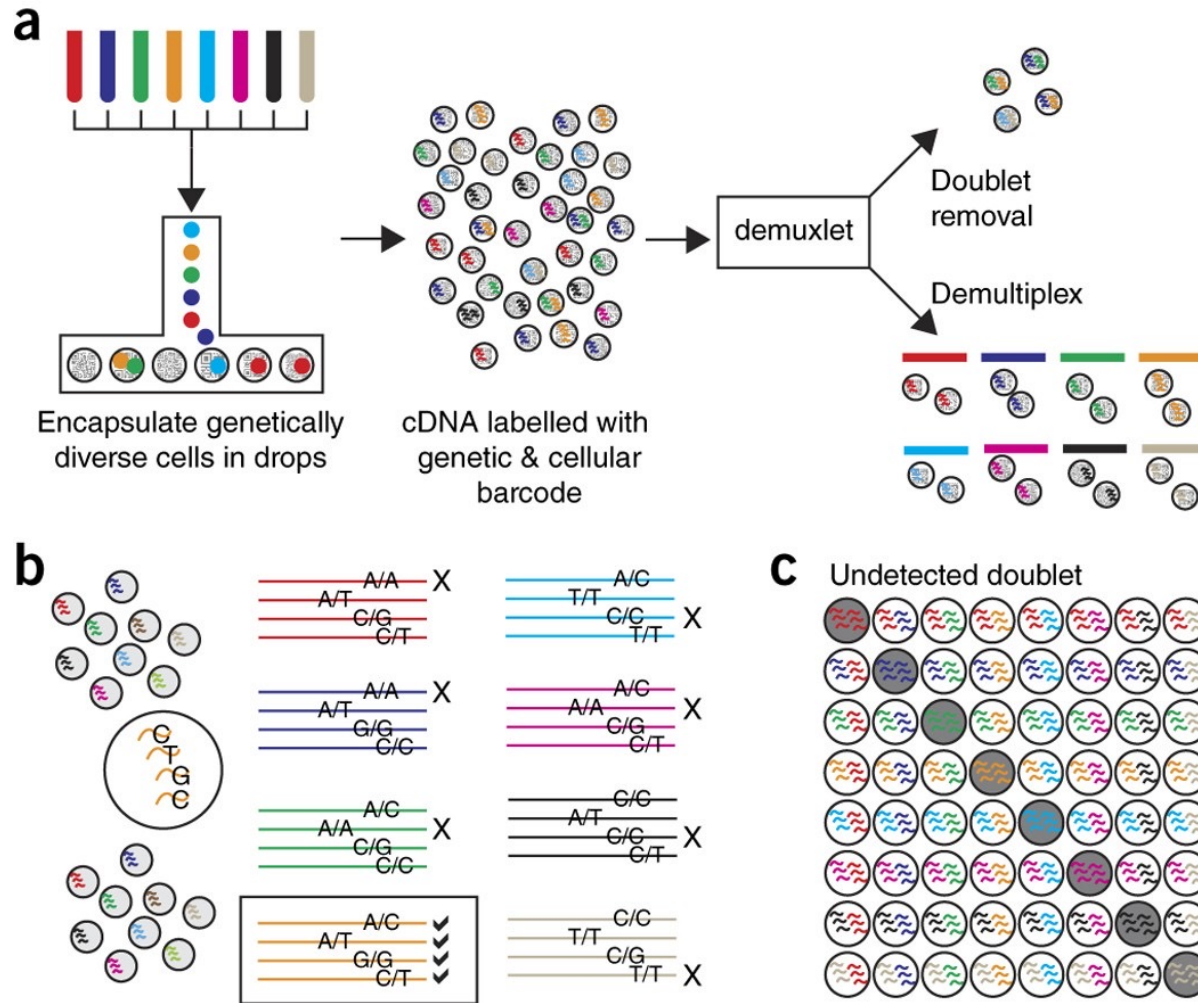 a
Encapsulate genetically
diverse cells in drops
cDNA labelled with
genetic & cellular
barcode
demuxlet
Doublet
removal
Demultiplex
b
C
T
G
C
A/A X
A/T
C/G
C/T
A/A X
A/T
G/G
C/C
A/C
A/A X
C/G
C/C
A/C
A/T
G/G
C/T
A/C
T/T
C/C X
T/T
A/C
A/A X
C/G
C/T
C/C
A/T
C/C X
C/T
C/C
T/T
C/G
T/T X
c
Undetected doublet